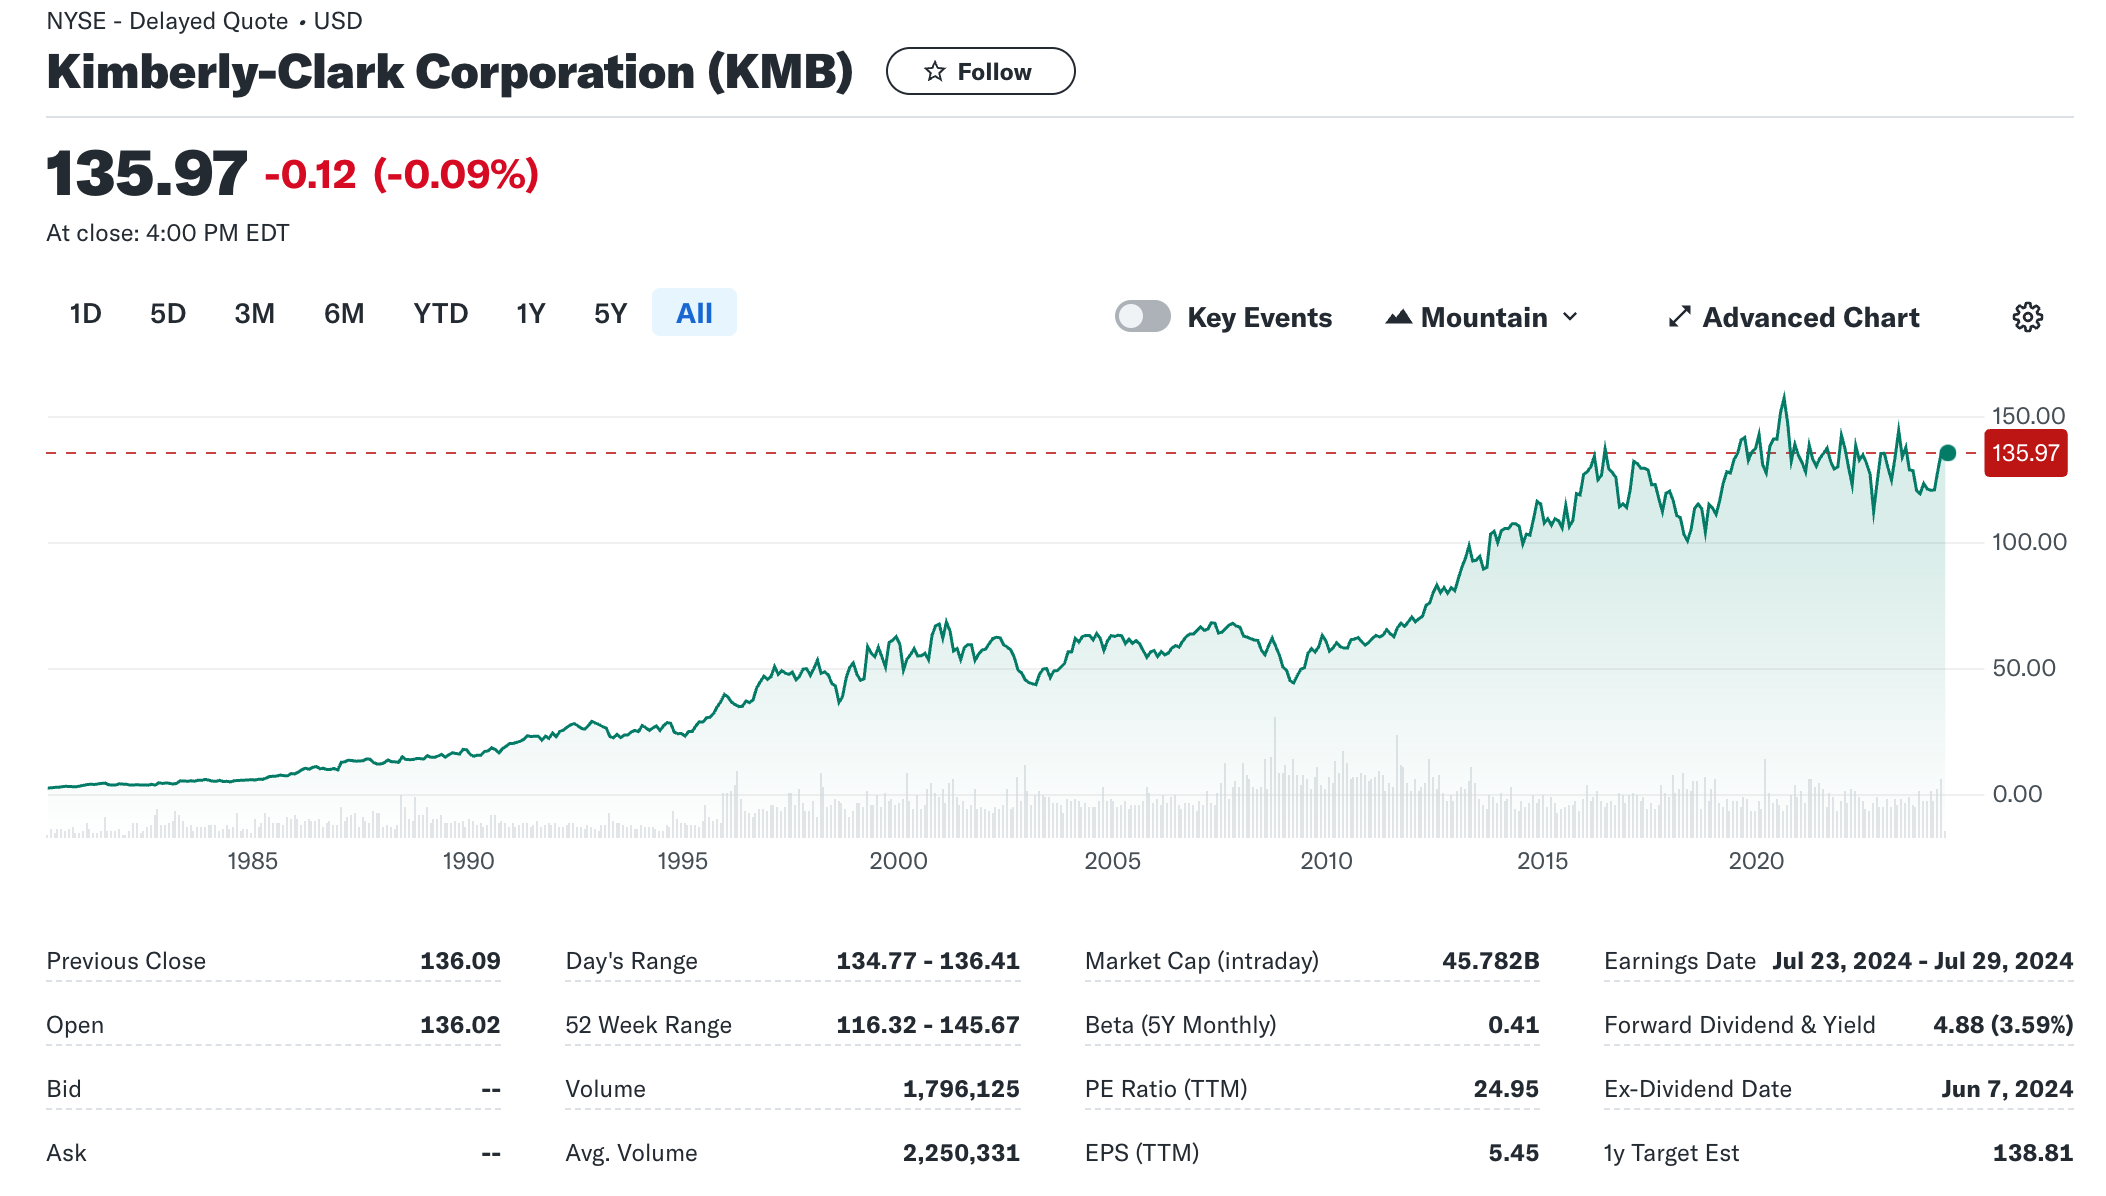 NYSE - Delayed Quote • USD
Kimberly-Clark Corporation (KMB)
Follow
135.97 -0.12 (-0.09%)
At close: 4:00 PM EDT
1D 5D 3M 6M YTD 1Y 5Y All
Key Events Mountain Advanced Chart
150.00
135.97
100.00
50.00
0.00
1985 1990 1995 2000 2005 2010 2015 2020
Previous Close 136.09 Day's Range 134.77 - 136.41 Market Cap (intraday) 45.782B Earnings Date Jul 23, 2024 - Jul 29, 2024
Open 136.02 52 Week Range 116.32 - 145.67 Beta (5Y Monthly) 0.41 Forward Dividend & Yield 4.88 (3.59%)
Bid -- Volume 1,796,125 PE Ratio (TTM) 24.95 Ex-Dividend Date Jun 7, 2024
Ask -- Avg. Volume 2,250,331 EPS (TTM) 5.45 1y Target Est 138.81